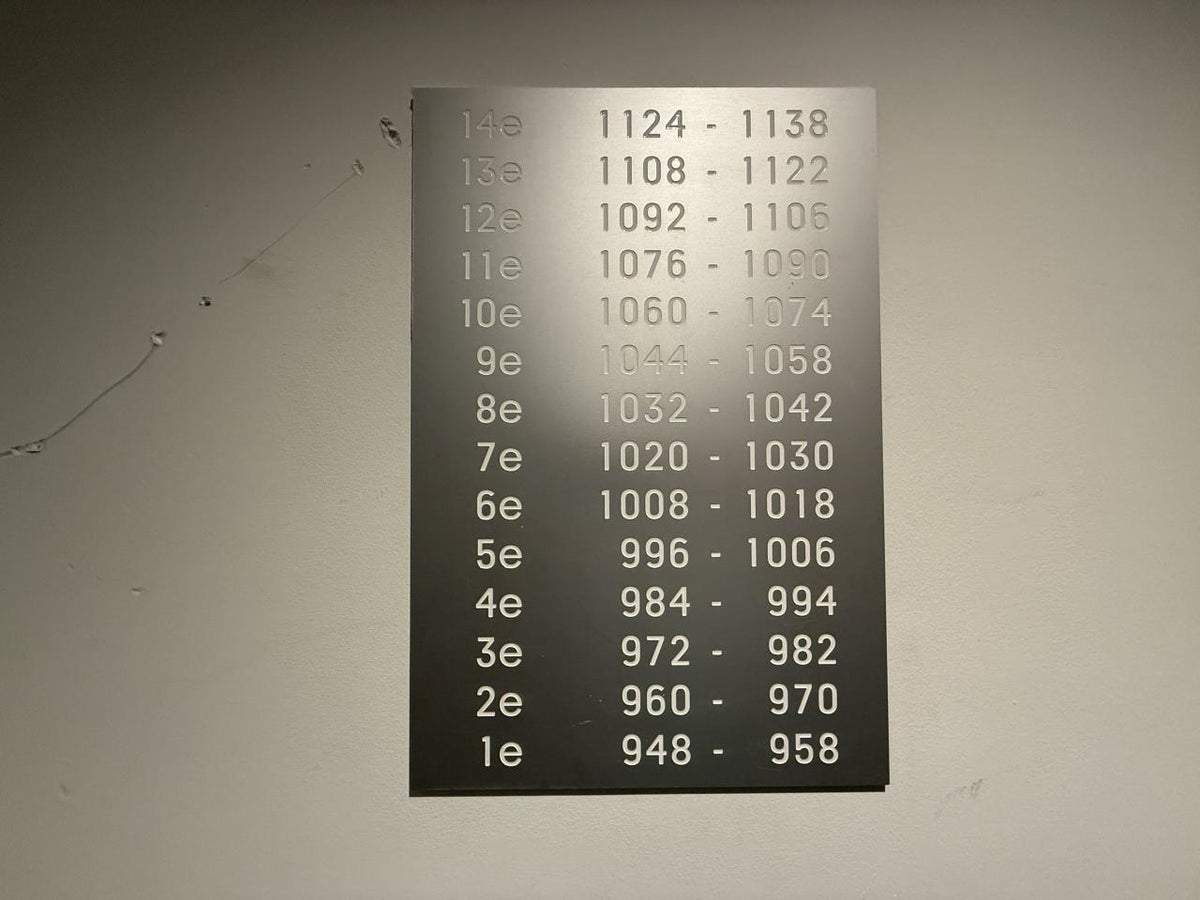 14e 1124 - 1138
13e 1108 - 1122
12e 1092 - 1106
11e 1076 - 1090
10e 1060 - 1074
9e 1044 - 1058
8e 1032 - 1042
7e 1020 - 1030
6e 1008 - 1018
5e 996 - 1006
4e 984 - 994
3e 972 - 982
2e 960 - 970
1e 948 - 958